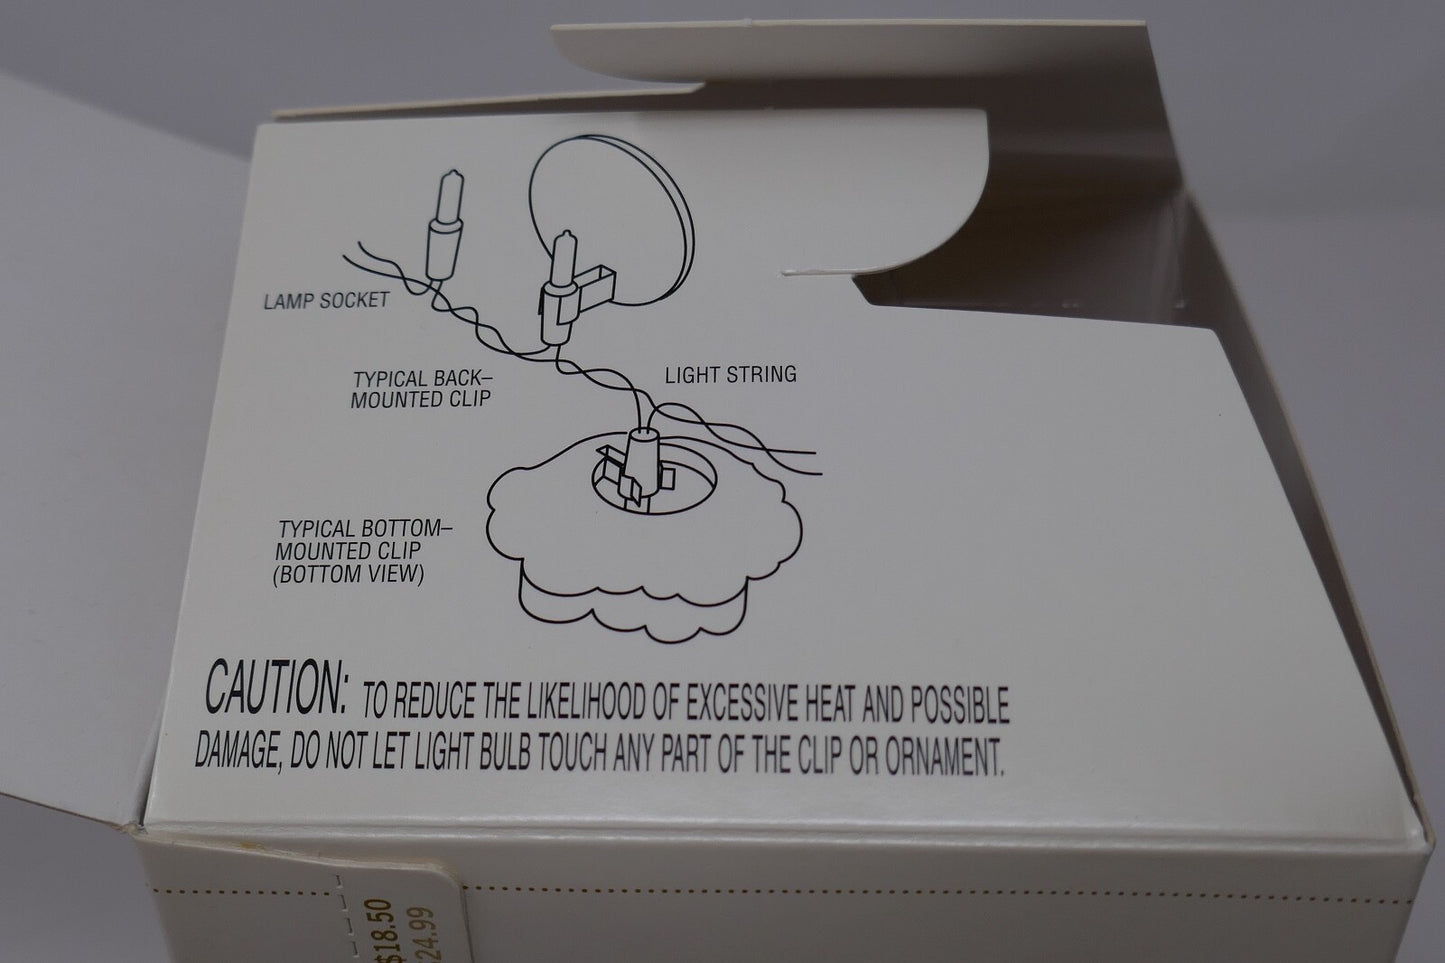 LAMP SOCKET
TYPICAL BACK–
MOUNTED CLIP
LIGHT STRING
TYPICAL BOTTOM–
MOUNTED CLIP
(BOTTOM VIEW)
CAUTION: TO REDUCE THE LIKELIHOOD OF EXCESSIVE HEAT AND POSSIBLE
DAMAGE, DO NOT LET LIGHT BULB TOUCH ANY PART OF THE CLIP OR ORNAMENT.
$18.50
24.99